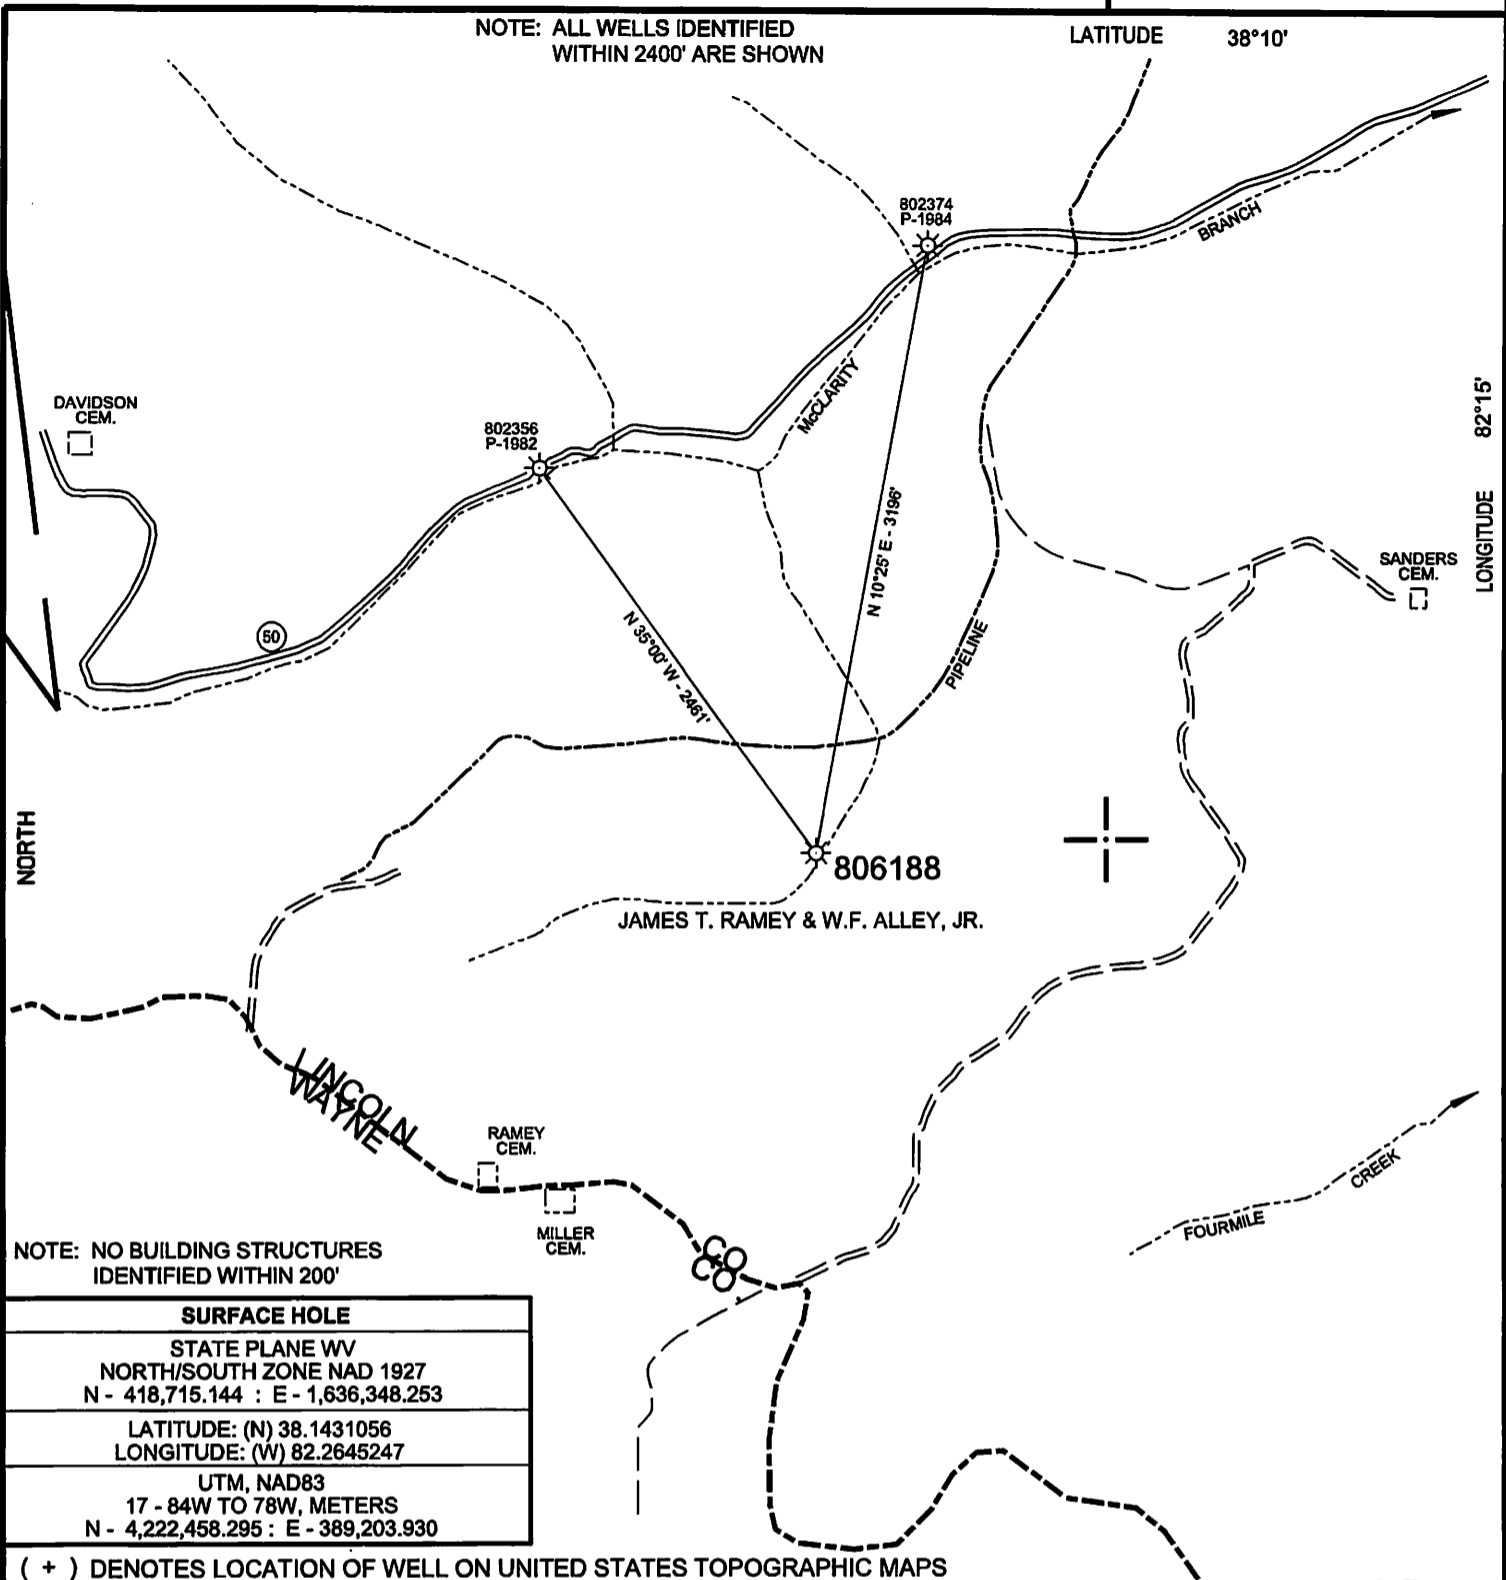 NOTE: ALL WELLS IDENTIFIED
WITHIN 2400' ARE SHOWN
LATITUDE 38°10'
802374
P-1984
BRANCH
DAVIDSON
CEM.
802356
P-1982
McCLARITY
LONGITUDE 82°15'
N 10°25' E - 3196'
SANDERS
CEM.
50
N 35°00' W - 2461'
PIPELINE
NORTH
806188
JAMES T. RAMEY & W.F. ALLEY, JR.
LINCOLN
WAYNE
RAMEY
CEM.
MILLER
CEM.
CO
CO
CREEK
FOURMILE
NOTE: NO BUILDING STRUCTURES
IDENTIFIED WITHIN 200'
SURFACE HOLE
STATE PLANE WV
NORTH/SOUTH ZONE NAD 1927
N - 418,715.144 : E - 1,636,348.253
LATITUDE: (N) 38.1431056
LONGITUDE: (W) 82.2645247
UTM, NAD83
17 - 84W TO 78W, METERS
N - 4,222,458.295 : E - 389,203.930
( + ) DENOTES LOCATION OF WELL ON UNITED STATES TOPOGRAPHIC MAPS